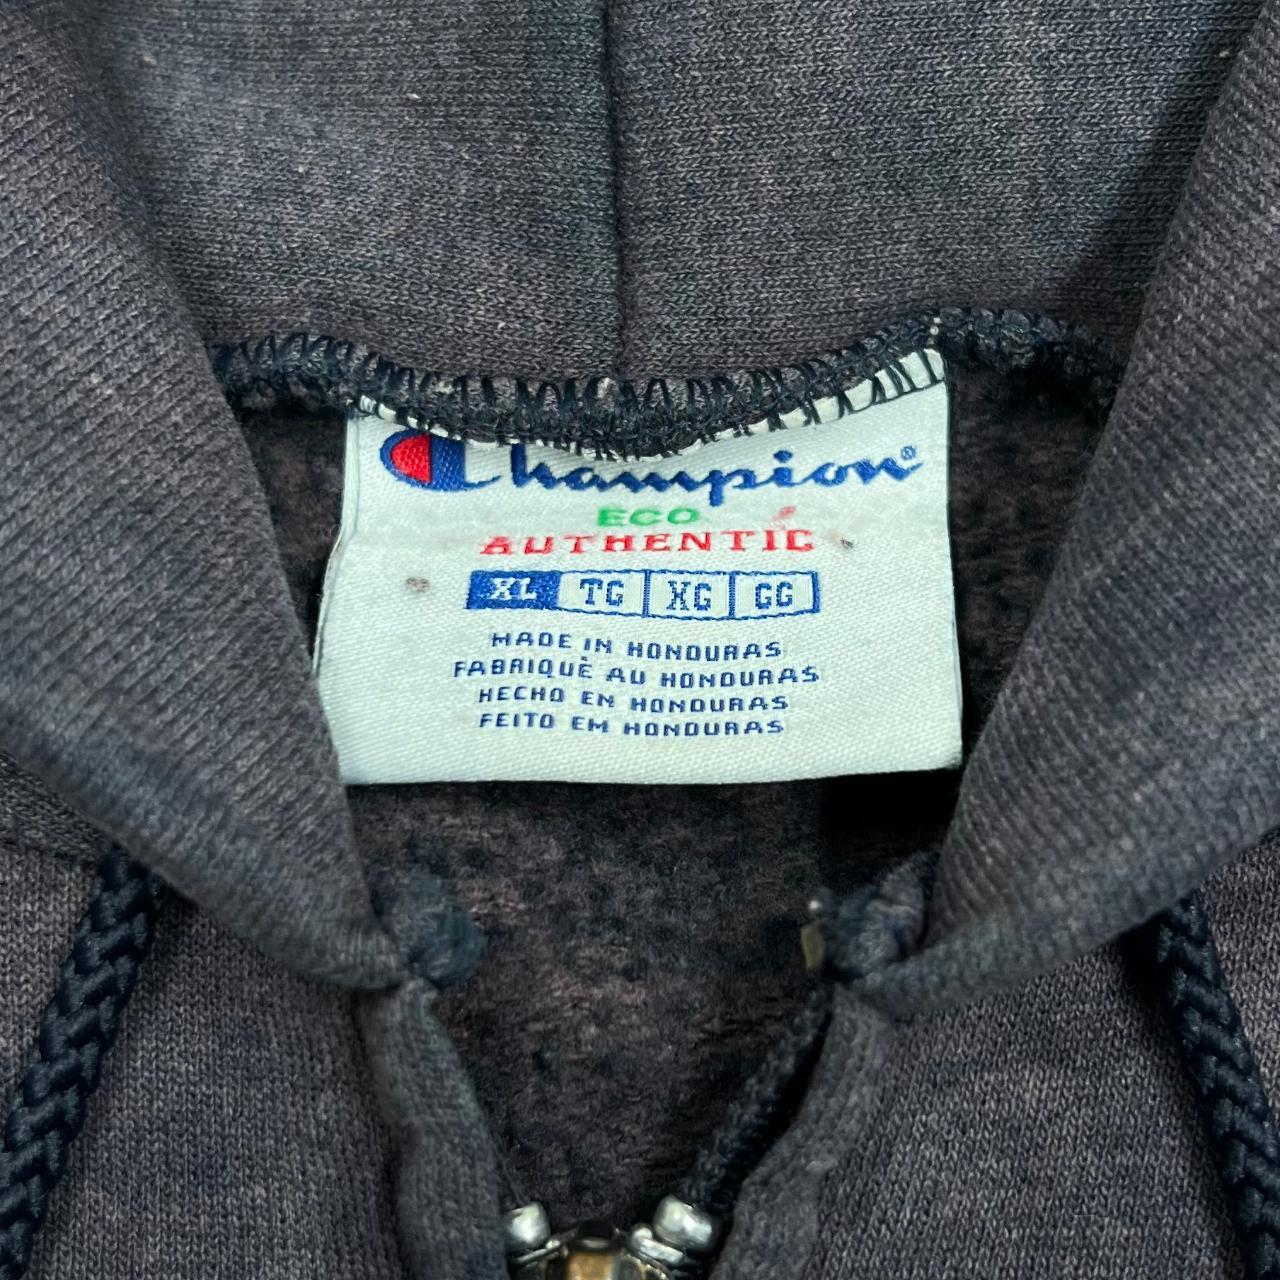 Champion®
ECO
AUTHENTIC
XL TG XG GG
MADE IN HONDURAS
FABRIQUÈ AU HONDURAS
HECHO EN HONDURAS
FEITO EM HONDURAS